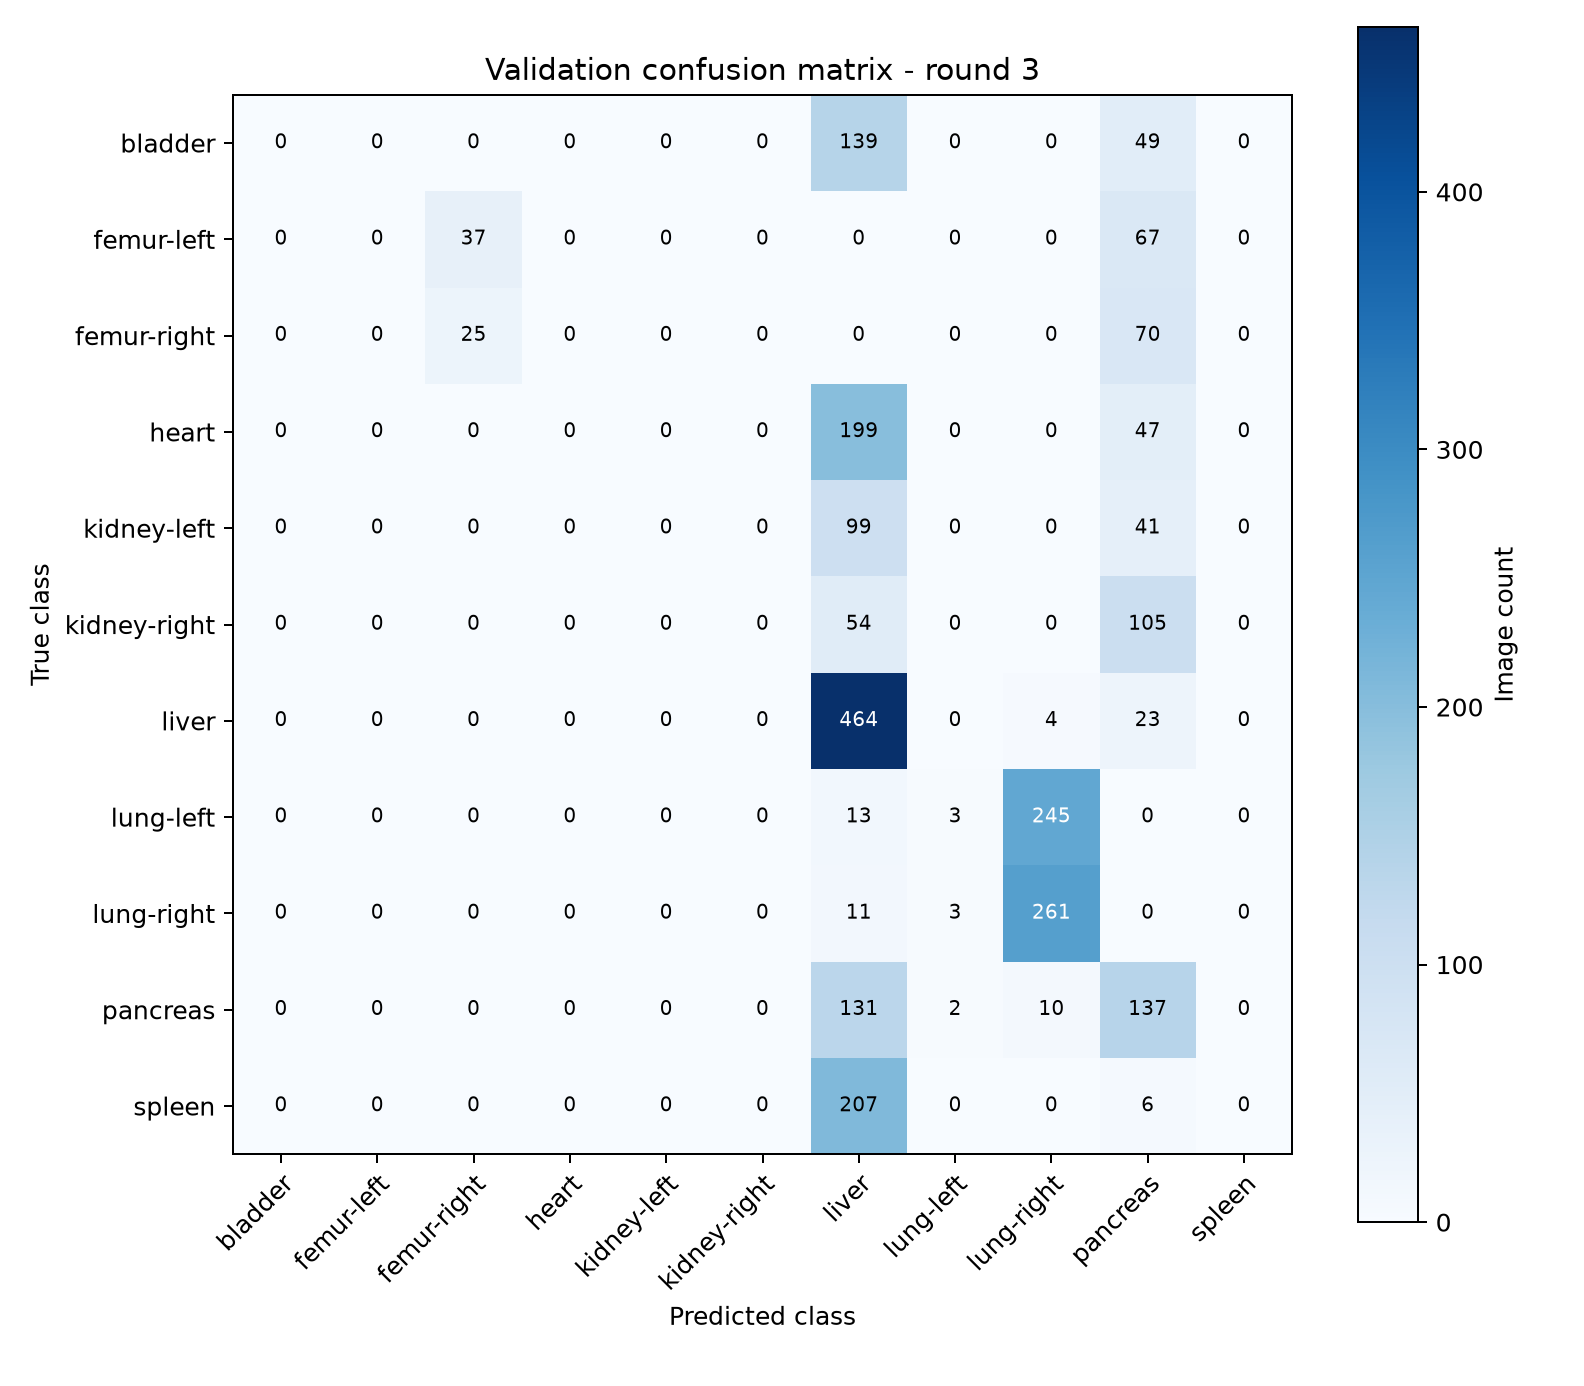 Validation confusion matrix - round 3
bladder 0 0 0 0 0 0 139 0 0 49 0
femur-left 0 0 37 0 0 0 0 0 0 67 0
femur-right 0 0 25 0 0 0 0 0 0 70 0
heart 0 0 0 0 0 0 199 0 0 47 0
kidney-left 0 0 0 0 0 0 99 0 0 41 0
kidney-right 0 0 0 0 0 0 54 0 0 105 0
liver 0 0 0 0 0 0 464 0 4 23 0
lung-left 0 0 0 0 0 0 13 3 245 0 0
lung-right 0 0 0 0 0 0 11 3 261 0 0
pancreas 0 0 0 0 0 0 131 2 10 137 0
spleen 0 0 0 0 0 0 207 0 0 6 0
True class
bladder femur-left femur-right heart kidney-left kidney-right liver lung-left lung-right pancreas spleen
Predicted class
400
300
200
100
0
Image count